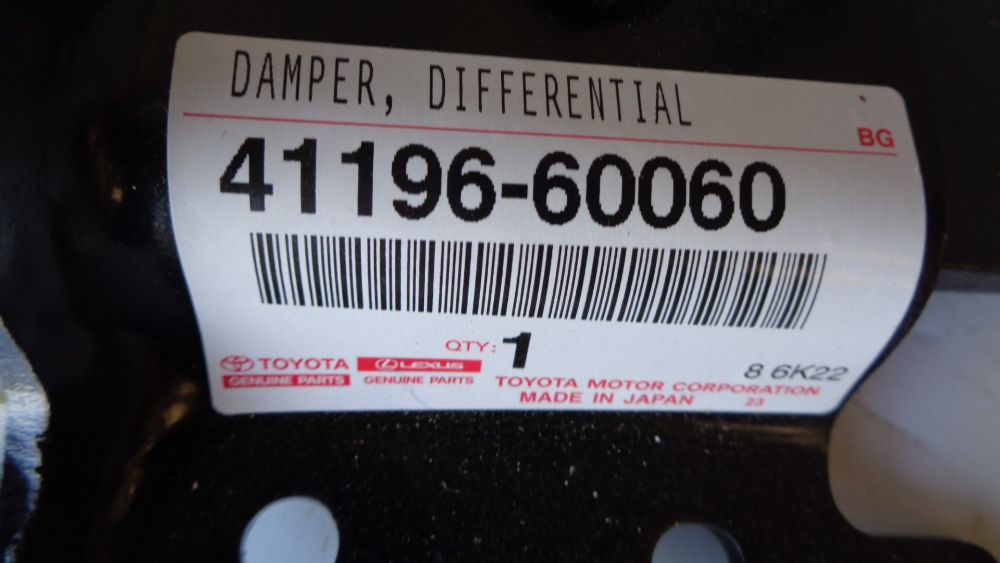 DAMPER, DIFFERENTIAL
BG
41196-60060
QTY: 1
TOYOTA LEXUS 8 6K22
GENUINE PARTS GENUINE PARTS TOYOTA MOTOR CORPORATION
MADE IN JAPAN 23